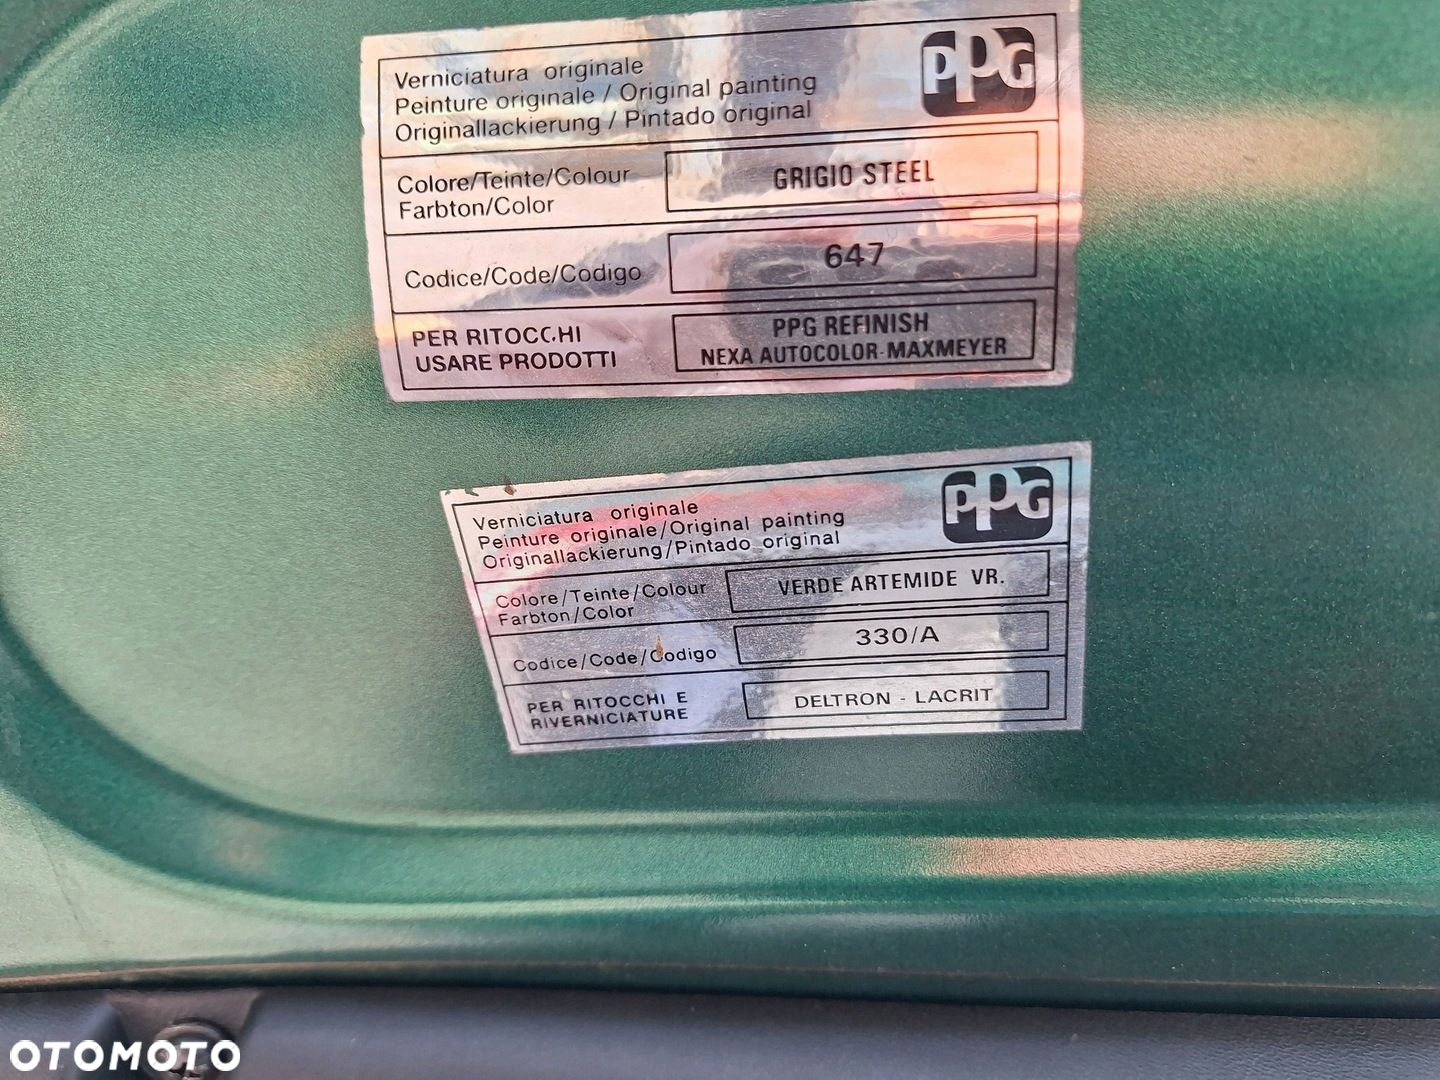 PPG
Verniciatura originale
Peinture originale / Original painting
Originallackierung / Pintado original
Colore/Teinte/Colour
Farbton/Color
GRIGIO STEEL
Codice/Code/Codigo
647
PER RITOCCHI
USARE PRODOTTI
PPG REFINISH
NEXA AUTOCOLOR-MAXMEYER
PPG
Verniciatura originale
Peinture originale/Original painting
Originallackierung/Pintado original
Colore/Teinte/Colour
Farbton/Color
VERDE ARTEMIDE VR.
Codice/Code/Codigo
330/A
PER RITOCCHI E
RIVERNICIATURE
DELTRON - LACRIT
OTOMOTO